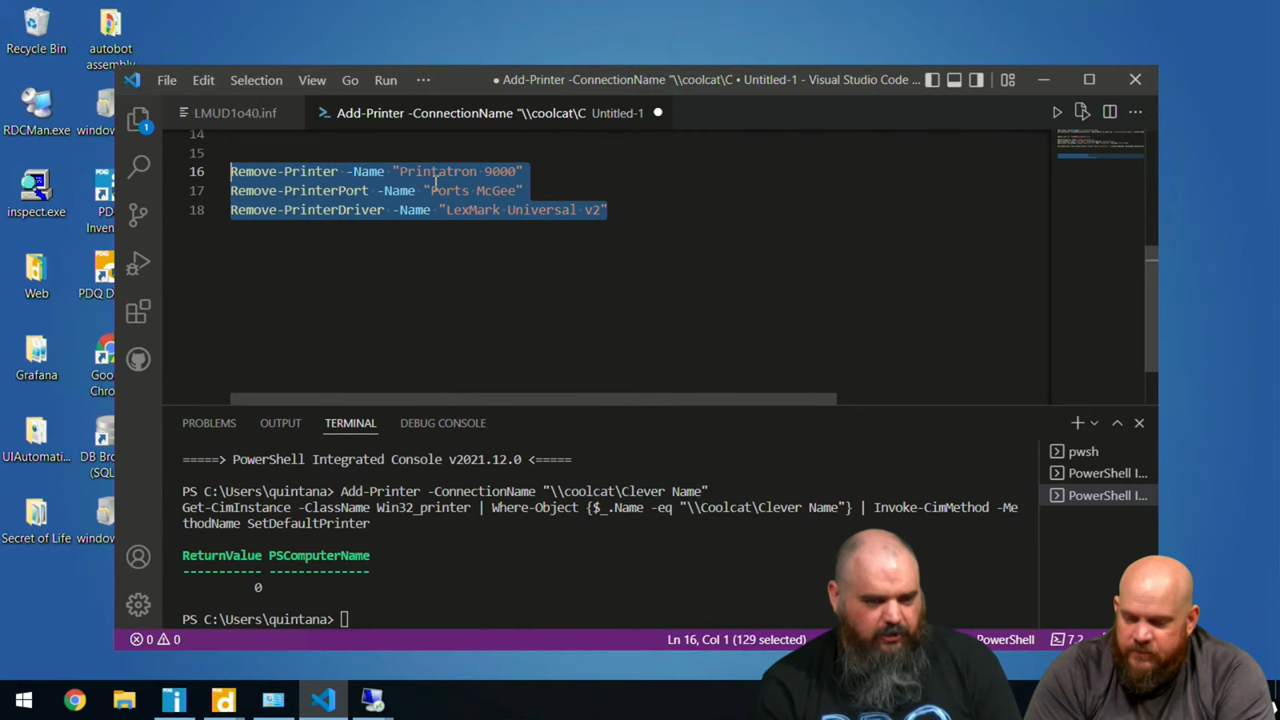 Recycle Bin
autobot
assembly
RDCMan.exe
window
inspect.exe
PD
Inven
Web
PDQ D
Grafana
Goo
Chro
UIAutomati...
DB Bro
(SQL
Secret of Life
window
File Edit Selection View Go Run ···
● Add-Printer -ConnectionName "\\coolcat\C • Untitled-1 - Visual Studio Code ...
LMUD1o40.inf
Add-Printer -ConnectionName "\\coolcat\C Untitled-1
1
14
15
16 Remove-Printer -Name "Printatron 9000"
17 Remove-PrinterPort -Name "Ports McGee"
18 Remove-PrinterDriver -Name "LexMark Universal v2"
PROBLEMS OUTPUT TERMINAL DEBUG CONSOLE
=====> PowerShell Integrated Console v2021.12.0 <=====
PS C:\Users\quintana> Add-Printer -ConnectionName "\\coolcat\Clever Name"
Get-CimInstance -ClassName Win32_printer | Where-Object {$_.Name -eq "\\Coolcat\Clever Name"} | Invoke-CimMethod -Me
thodName SetDefaultPrinter
ReturnValue PSComputerName
----------- --------------
0
PS C:\Users\quintana>
pwsh
PowerShell I...
PowerShell I...
0 0
Ln 16, Col 1 (129 selected)
PowerShell
7.2